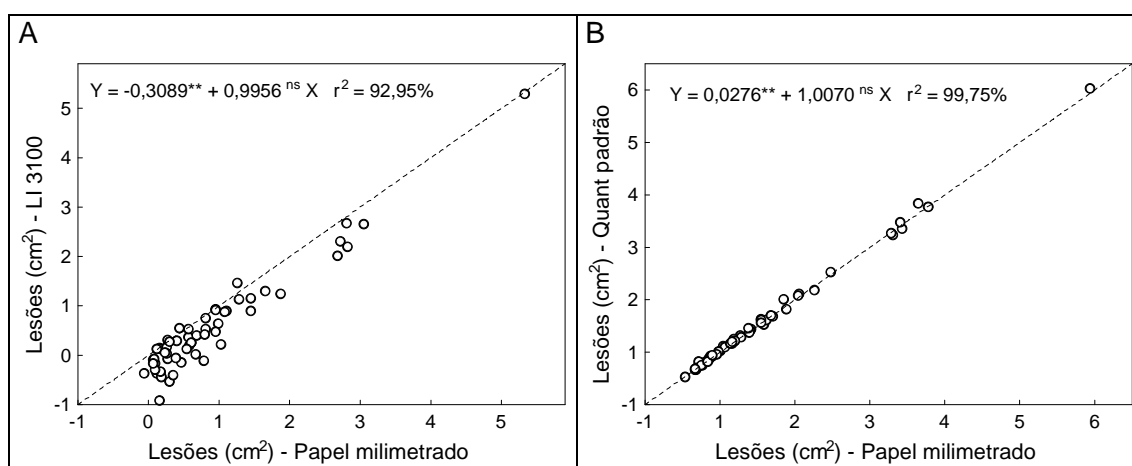 A
Y = -0,3089** + 0,9956 ns X r2 = 92,95%
Lesões (cm2) - LI 3100
5
4
3
2
1
0
-1
-1 0 1 2 3 4 5
Lesões (cm2) - Papel milimetrado
B
Y = 0,0276** + 1,0070 ns X r2 = 99,75%
Lesões (cm2) - Quant padrão
6
5
4
3
2
1
0
-1
-1 0 1 2 3 4 5 6
Lesões (cm2) - Papel milimetrado